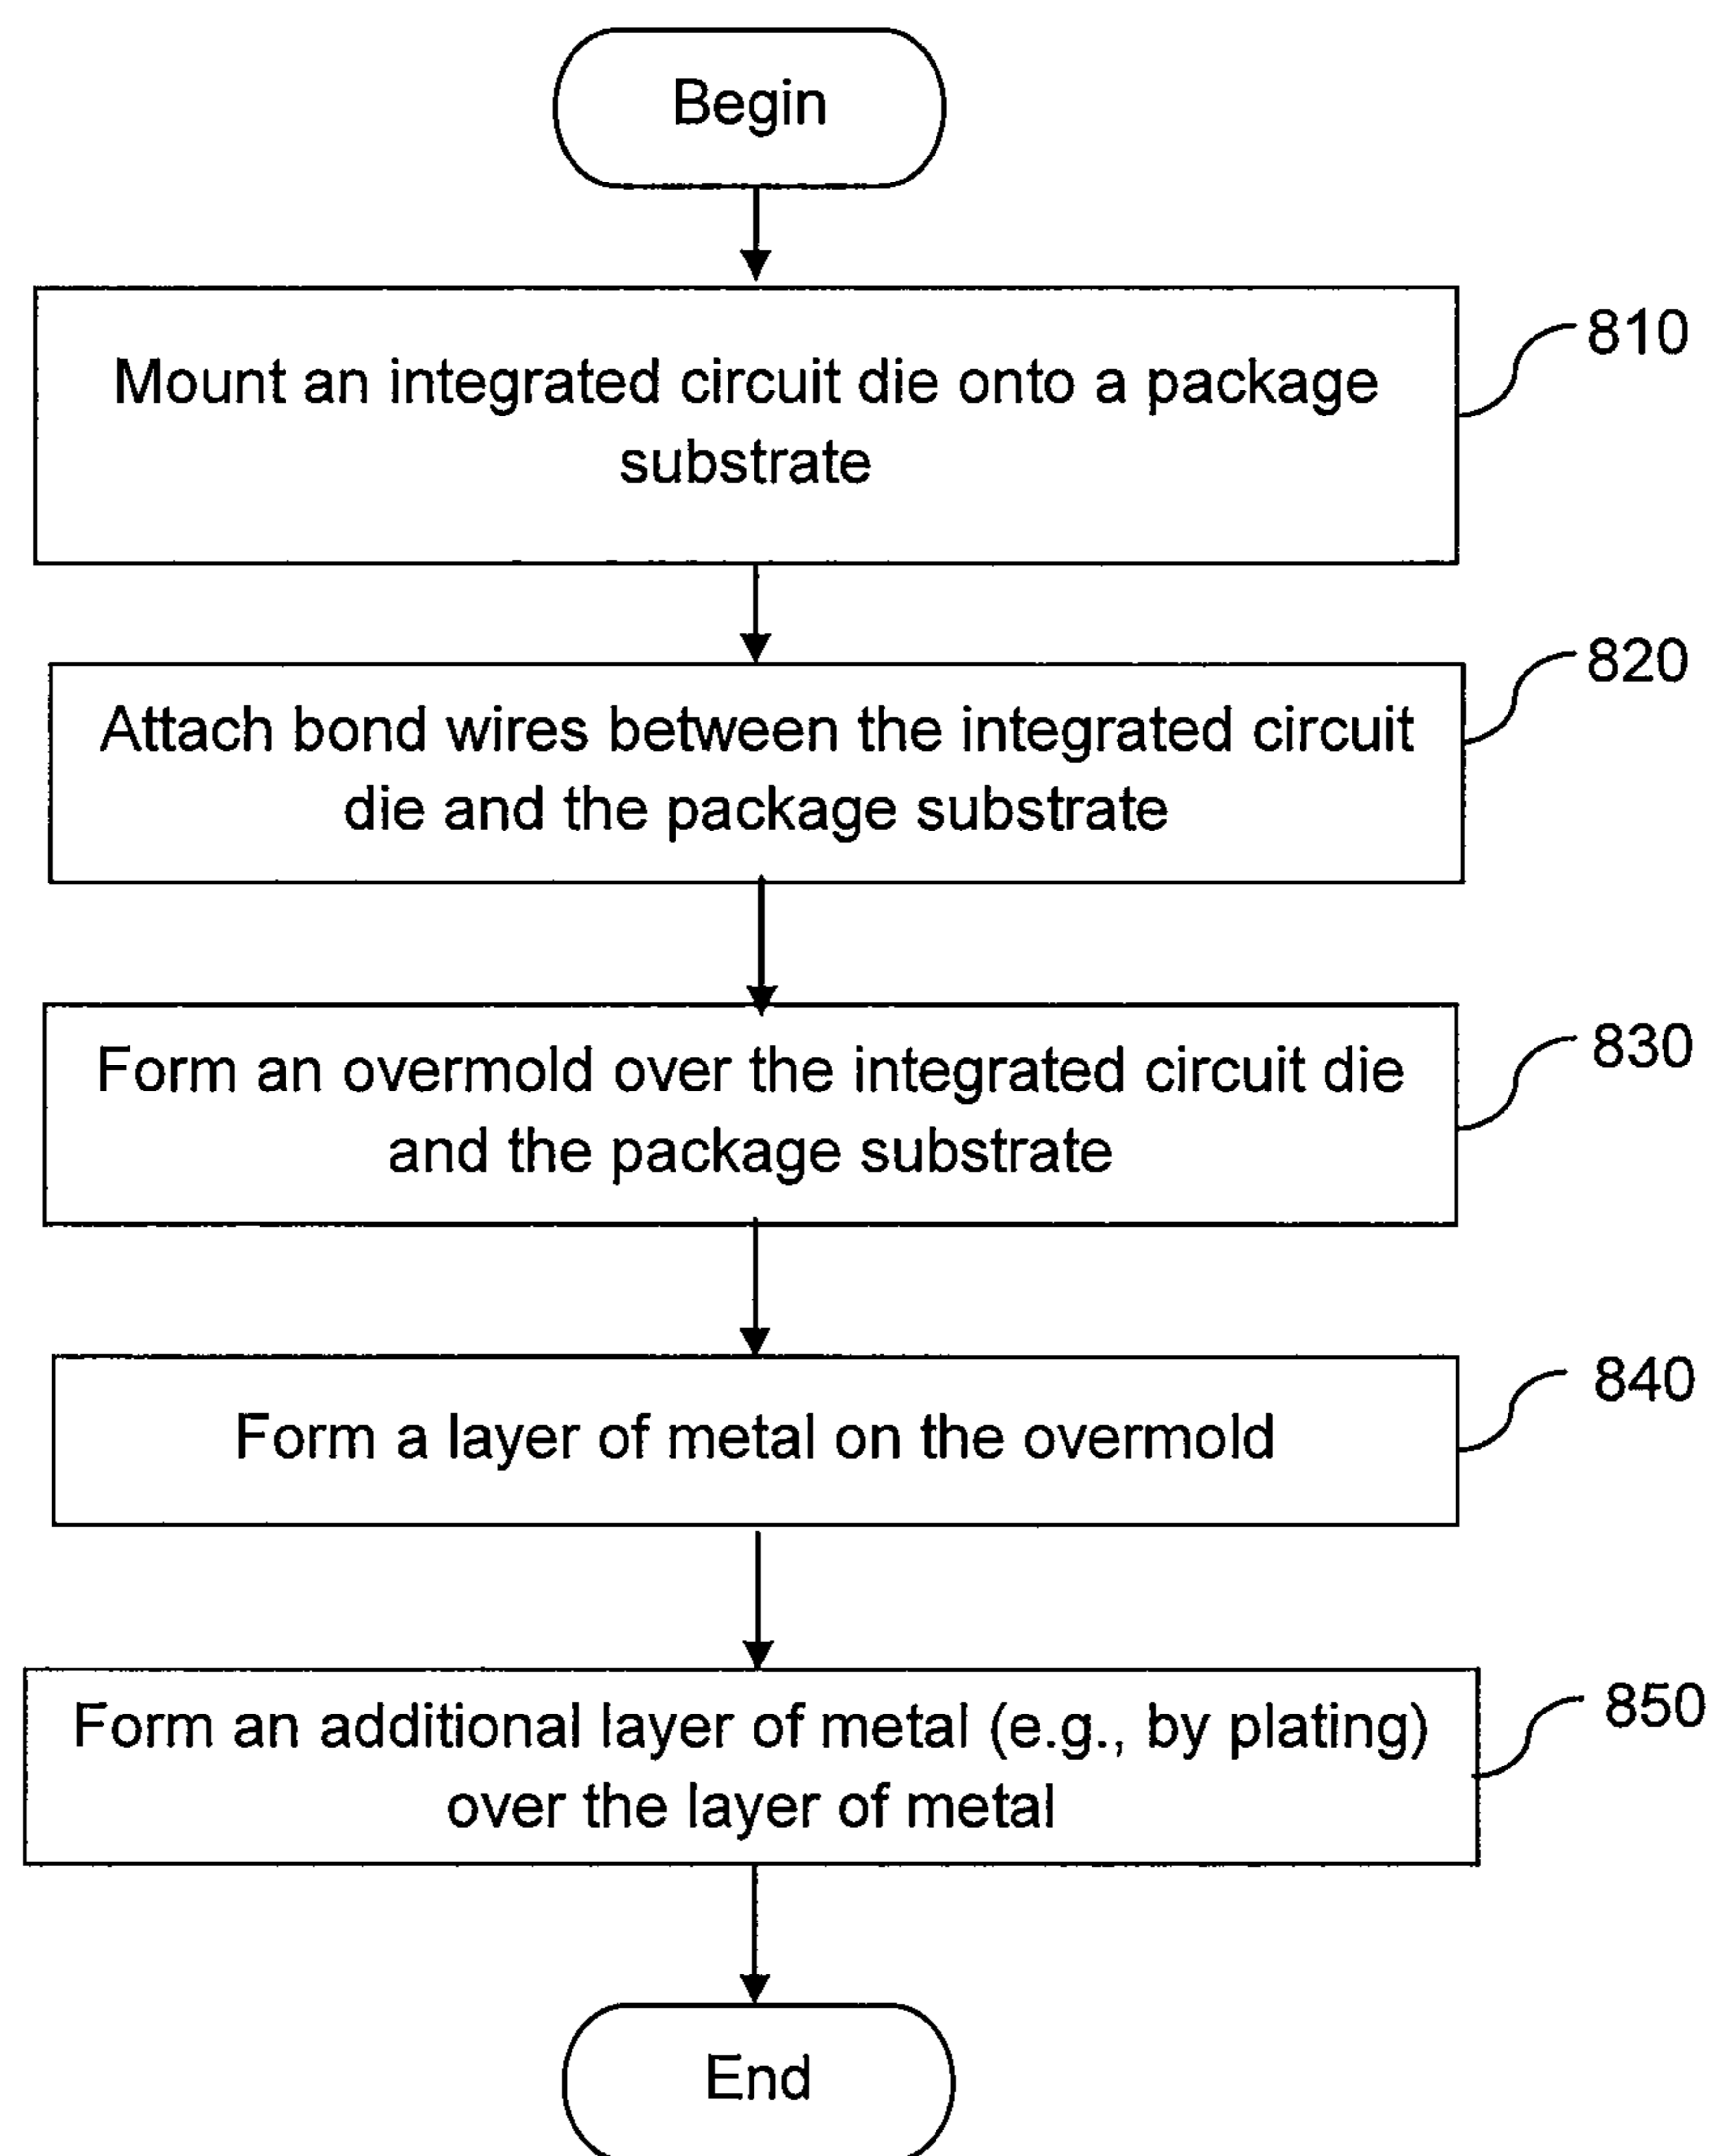 Begin
Mount an integrated circuit die onto a package
substrate
810
Attach bond wires between the integrated circuit
die and the package substrate
820
Form an overmold over the integrated circuit die
and the package substrate
830
Form a layer of metal on the overmold
840
Form an additional layer of metal (e.g., by plating)
over the layer of metal
850
End